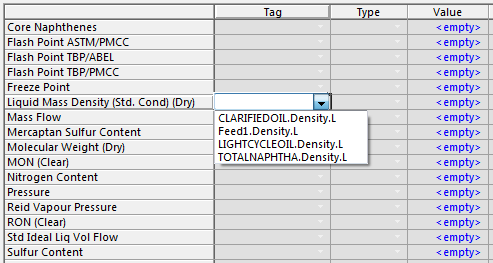 Tag Type Value
Core Naphthenes <empty>
Flash Point ASTM/PMCC <empty>
Flash Point TBP/ABEL <empty>
Flash Point TBP/PMCC <empty>
Freeze Point <empty>
Liquid Mass Density (Std. Cond) (Dry) <empty>
Mass Flow CLARIFIEDOIL.Density.L <empty>
Mercaptan Sulfur Content Feed1.Density.L <empty>
Molecular Weight (Dry) LIGHTCYCLEOIL.Density.L <empty>
MON (Clear) TOTALNAPHTHA.Density.L <empty>
Nitrogen Content <empty>
Pressure <empty>
Reid Vapour Pressure <empty>
RON (Clear) <empty>
Std Ideal Liq Vol Flow <empty>
Sulfur Content <empty>